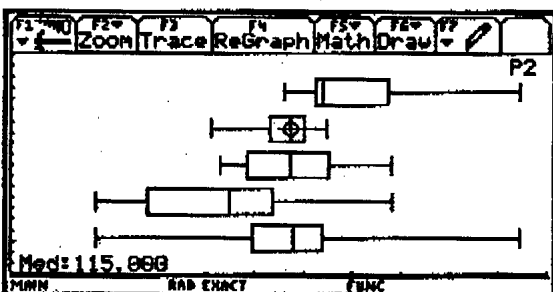 F1 F2 F3 F4 F5 F6 F7
Zoom Trace ReGraph Math Draw
P2
Med:115.000
MAIN RAD EXACT FUNC